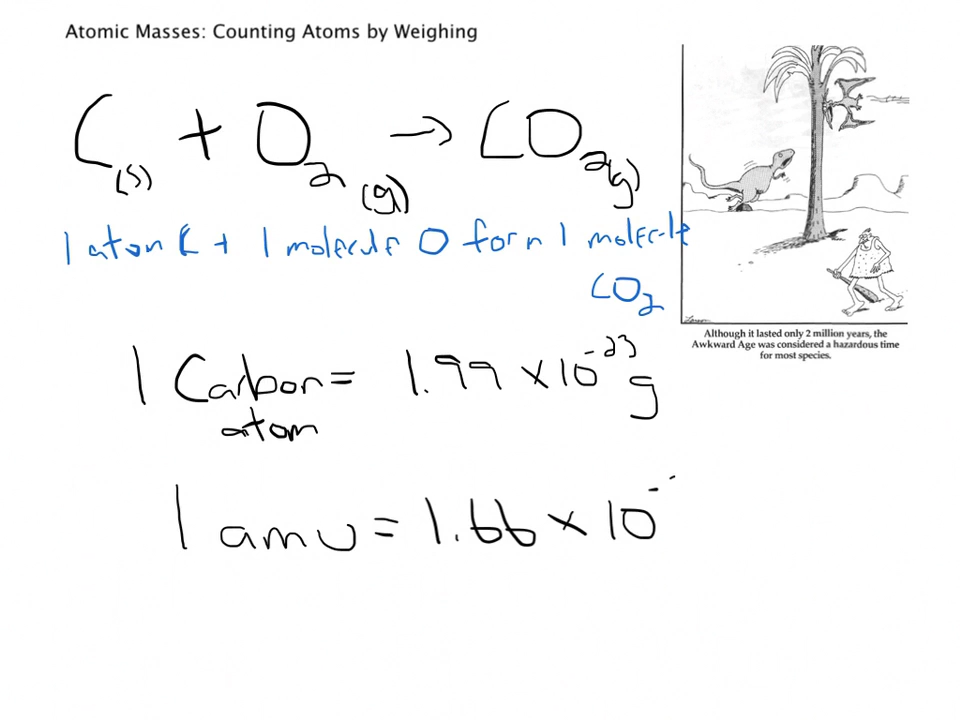 Atomic Masses: Counting Atoms by Weighing
C(s) + O2(g) → CO2(g)
1 atom C + 1 molecule O form 1 molecule
CO2
1 Carbon = 1.99 × 10^-23 g
atom
1 amu = 1.66 × 10^-
Although it lasted only 2 million years, the
Awkward Age was considered a hazardous time
for most species.